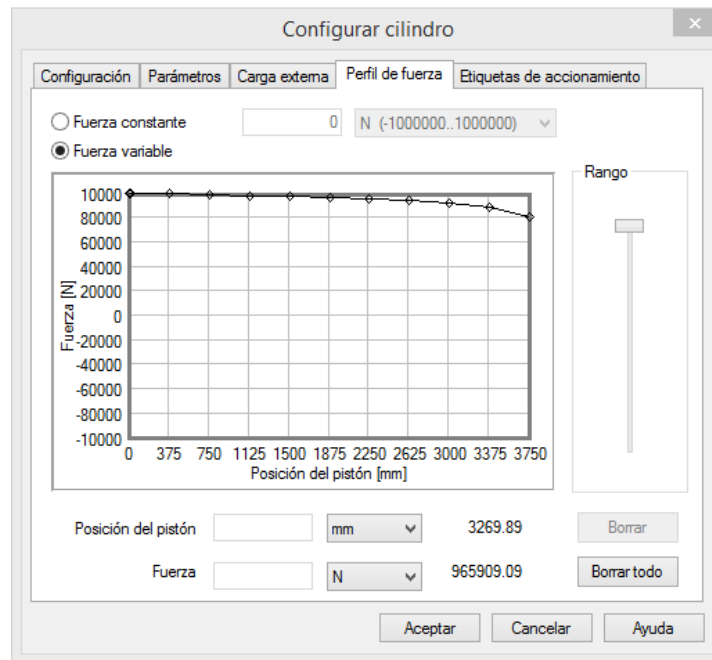 Configurar cilindro
Configuración Parámetros Carga externa Perfil de fuerza Etiquetas de accionamiento
Fuerza constante 0 N (-1000000..1000000)
Fuerza variable
Rango
10000
80000
60000
40000
20000
0
-20000
-40000
-60000
-80000
-10000
Fuerza [N]
0 375 750 1125 1500 1875 2250 2625 3000 3375 3750
Posición del pistón [mm]
Posición del pistón mm 3269.89 Borrar
Fuerza N 965909.09 Borrar todo
Aceptar Cancelar Ayuda